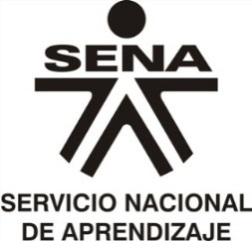 SENA
SERVICIO NACIONAL
DE APRENDIZAJE